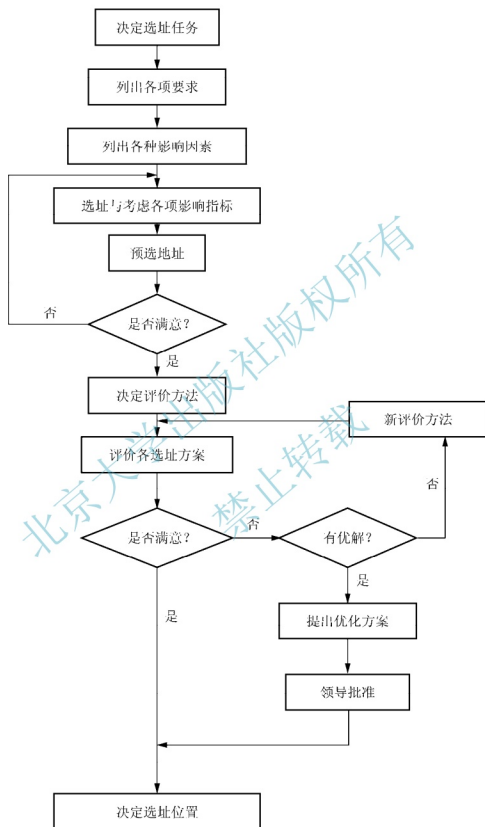 决定选址任务
列出各项要求
列出各种影响因素
选址与考虑各项影响指标
预选地址
否
是否满意？
是
决定评价方法
新评价方法
评价各选址方案
否
是否满意？
否
有优解？
是
是
提出优化方案
领导批准
决定选址位置
北京大学出版社版权所有
禁止转载